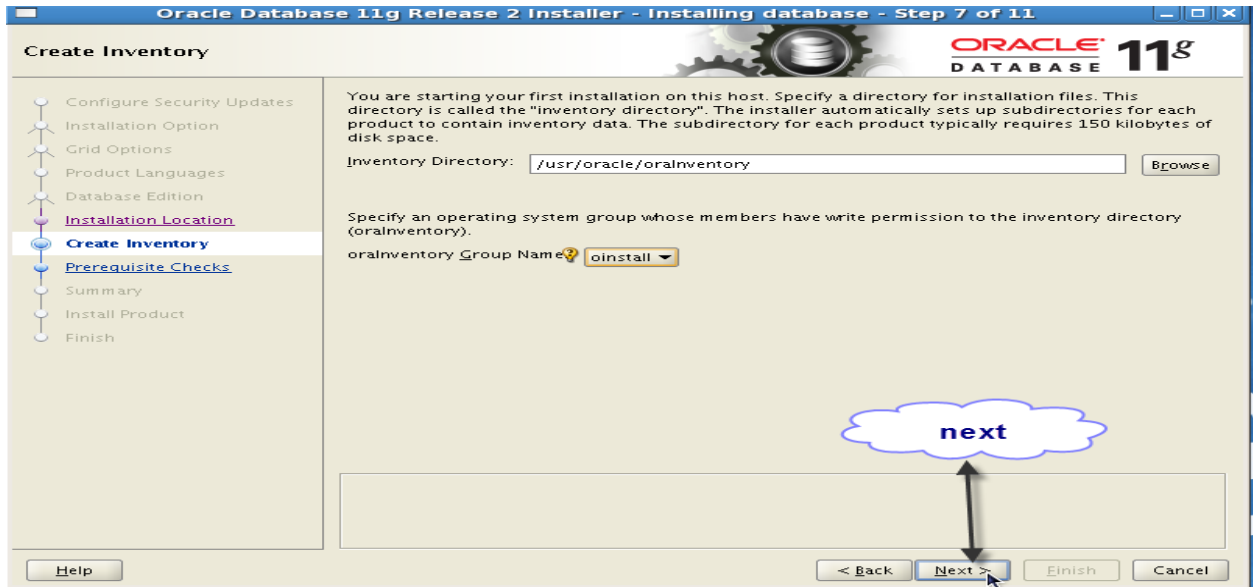 Oracle Database 11g Release 2 Installer - Installing database - Step 7 of 11
Create Inventory
ORACLE
DATABASE
11g
Configure Security Updates
Installation Option
Grid Options
Product Languages
Database Edition
Installation Location
Create Inventory
Prerequisite Checks
Summary
Install Product
Finish
You are starting your first installation on this host. Specify a directory for installation files. This
directory is called the "inventory directory". The installer automatically sets up subdirectories for each
product to contain inventory data. The subdirectory for each product typically requires 150 kilobytes of
disk space.
Inventory Directory: /usr/oracle/oraInventory Browse
Specify an operating system group whose members have write permission to the inventory directory
(oraInventory).
oraInventory Group Name oinstall
next
Help < Back Next > Finish Cancel